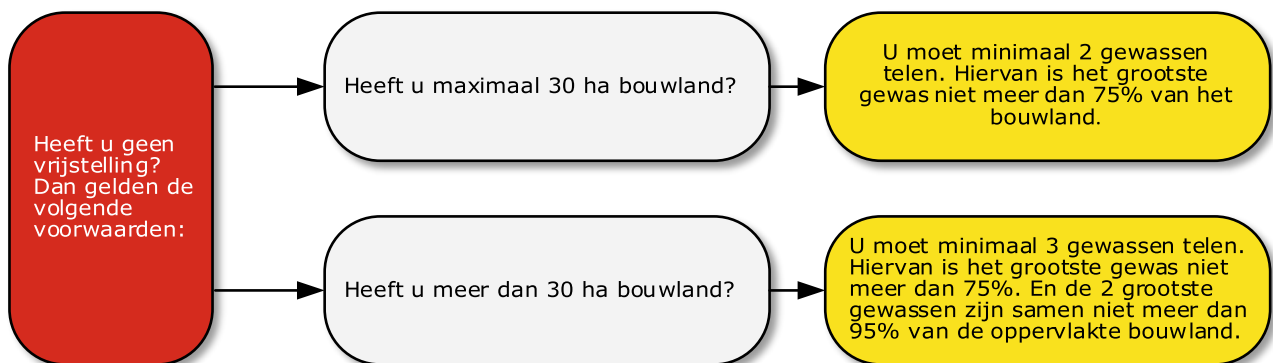 Heeft u geen
vrijstelling?
Dan gelden de
volgende
voorwaarden:
Heeft u maximaal 30 ha bouwland?
U moet minimaal 2 gewassen
telen. Hiervan is het grootste
gewas niet meer dan 75% van het
bouwland.
Heeft u meer dan 30 ha bouwland?
U moet minimaal 3 gewassen telen.
Hiervan is het grootste gewas niet
meer dan 75%. En de 2 grootste
gewassen zijn samen niet meer dan
95% van de oppervlakte bouwland.